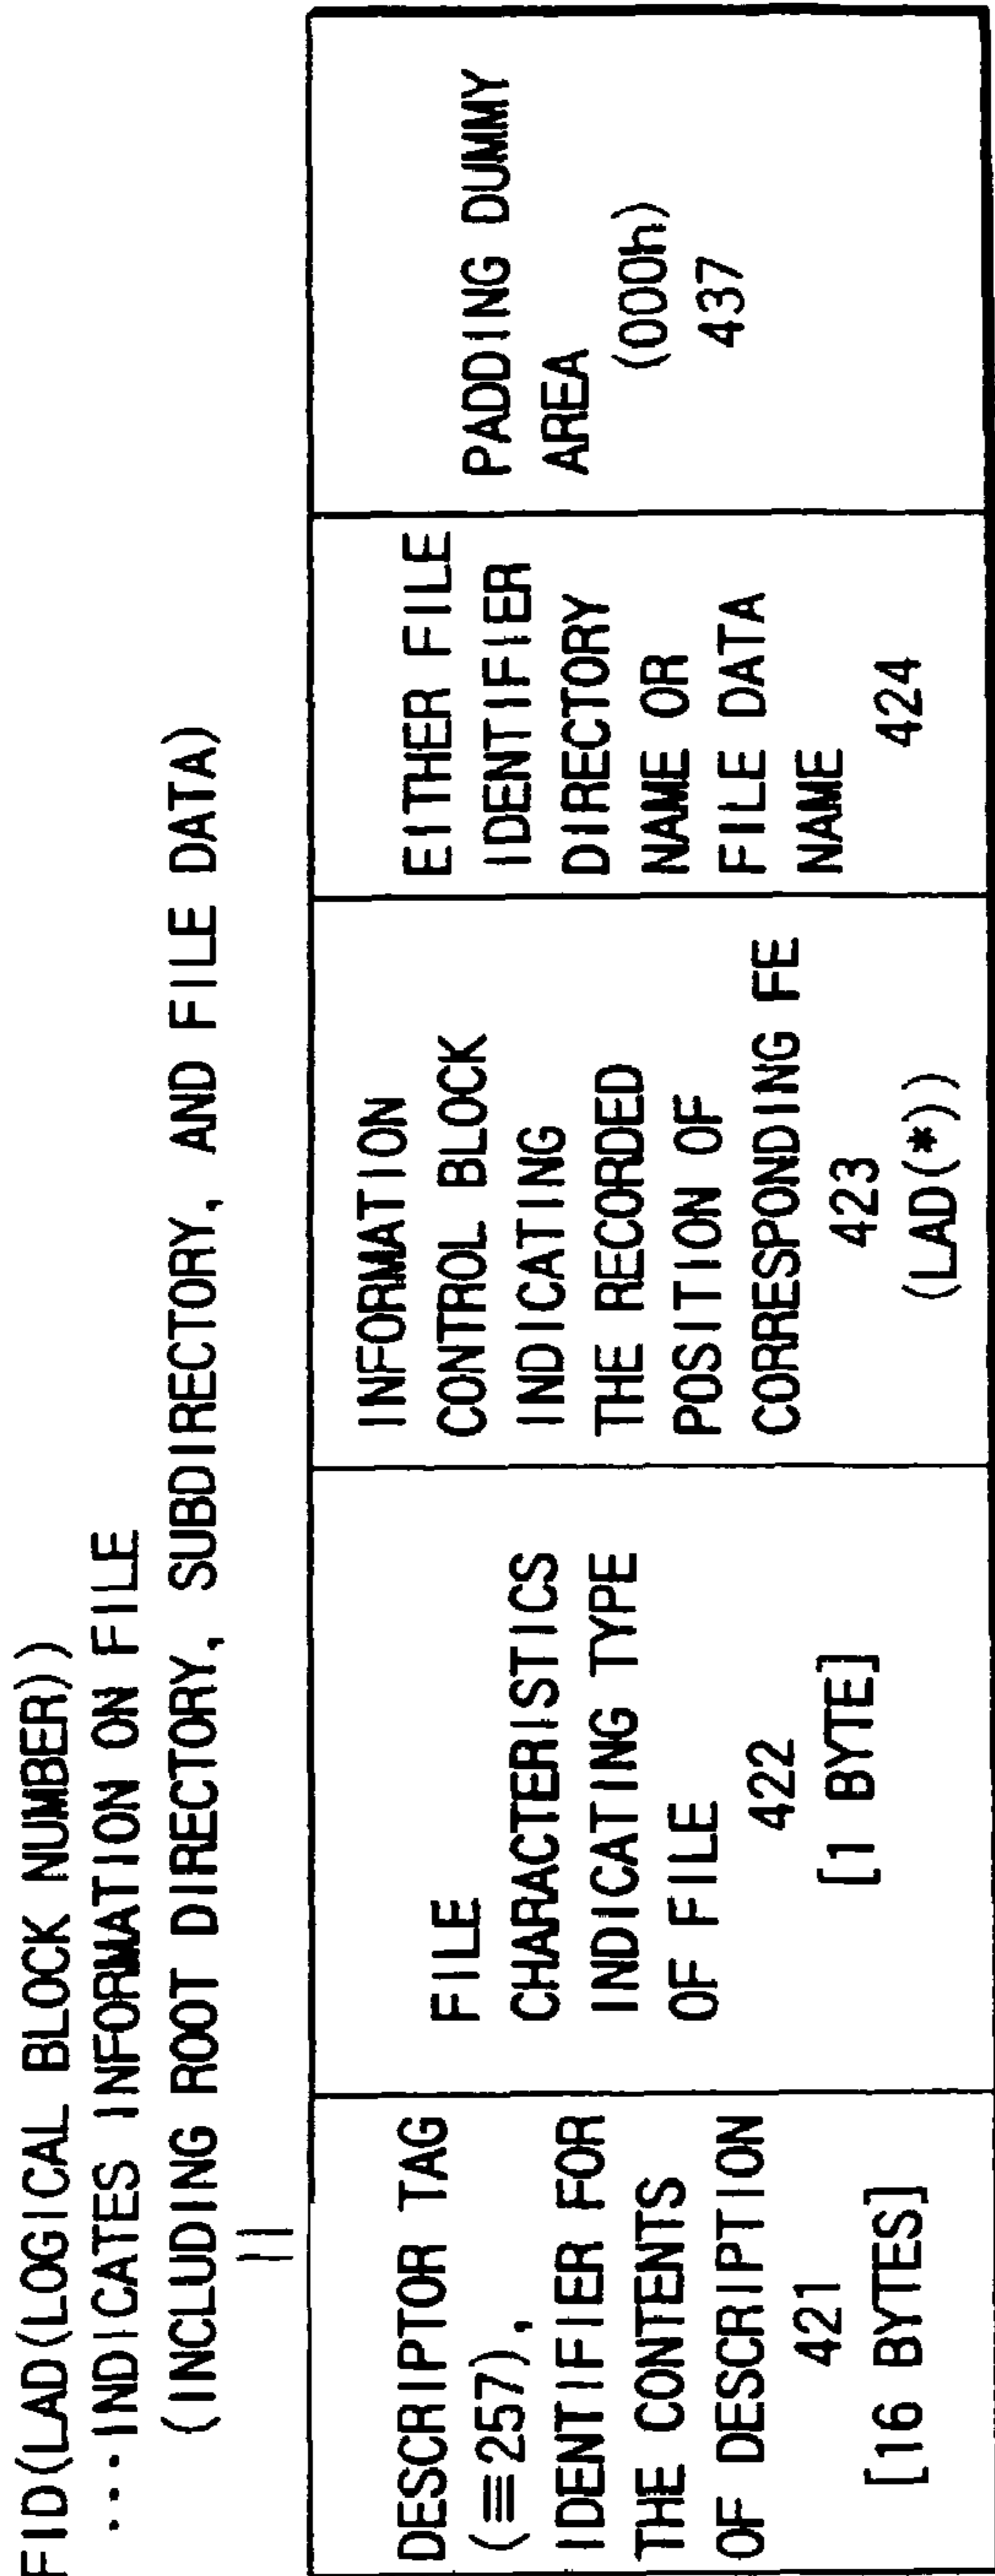 FID(LAD(LOGICAL BLOCK NUMBER))
···INDICATES INFORMATION ON FILE
(INCLUDING ROOT DIRECTORY, SUBDIRECTORY, AND FILE DATA)
DESCRIPTOR TAG
(≡257),
IDENTIFIER FOR
THE CONTENTS
OF DESCRIPTION
421
[16 BYTES]
FILE
CHARACTERISTICS
INDICATING TYPE
OF FILE
422
[1 BYTE]
INFORMATION
CONTROL BLOCK
INDICATING
THE RECORDED
POSITION OF
CORRESPONDING FE
423
(LAD(*))
EITHER FILE
IDENTIFIER
DIRECTORY
NAME OR
FILE DATA
NAME
424
PADDING DUMMY
AREA
(000h)
437